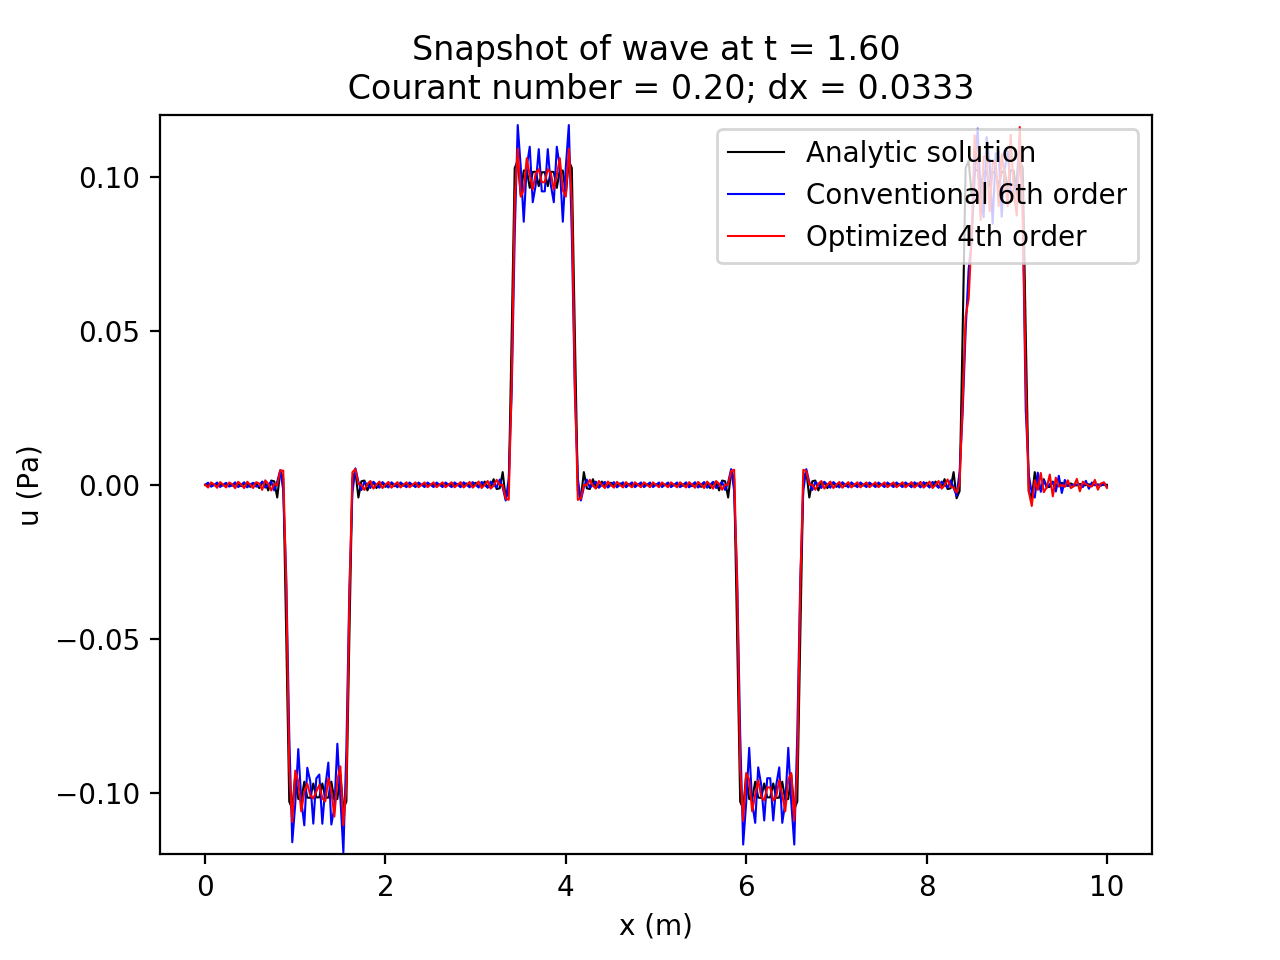 Snapshot of wave at t = 1.60
Courant number = 0.20; dx = 0.0333
Analytic solution
Conventional 6th order
Optimized 4th order
0.10
0.05
0.00
−0.05
−0.10
u (Pa)
0 2 4 6 8 10
x (m)